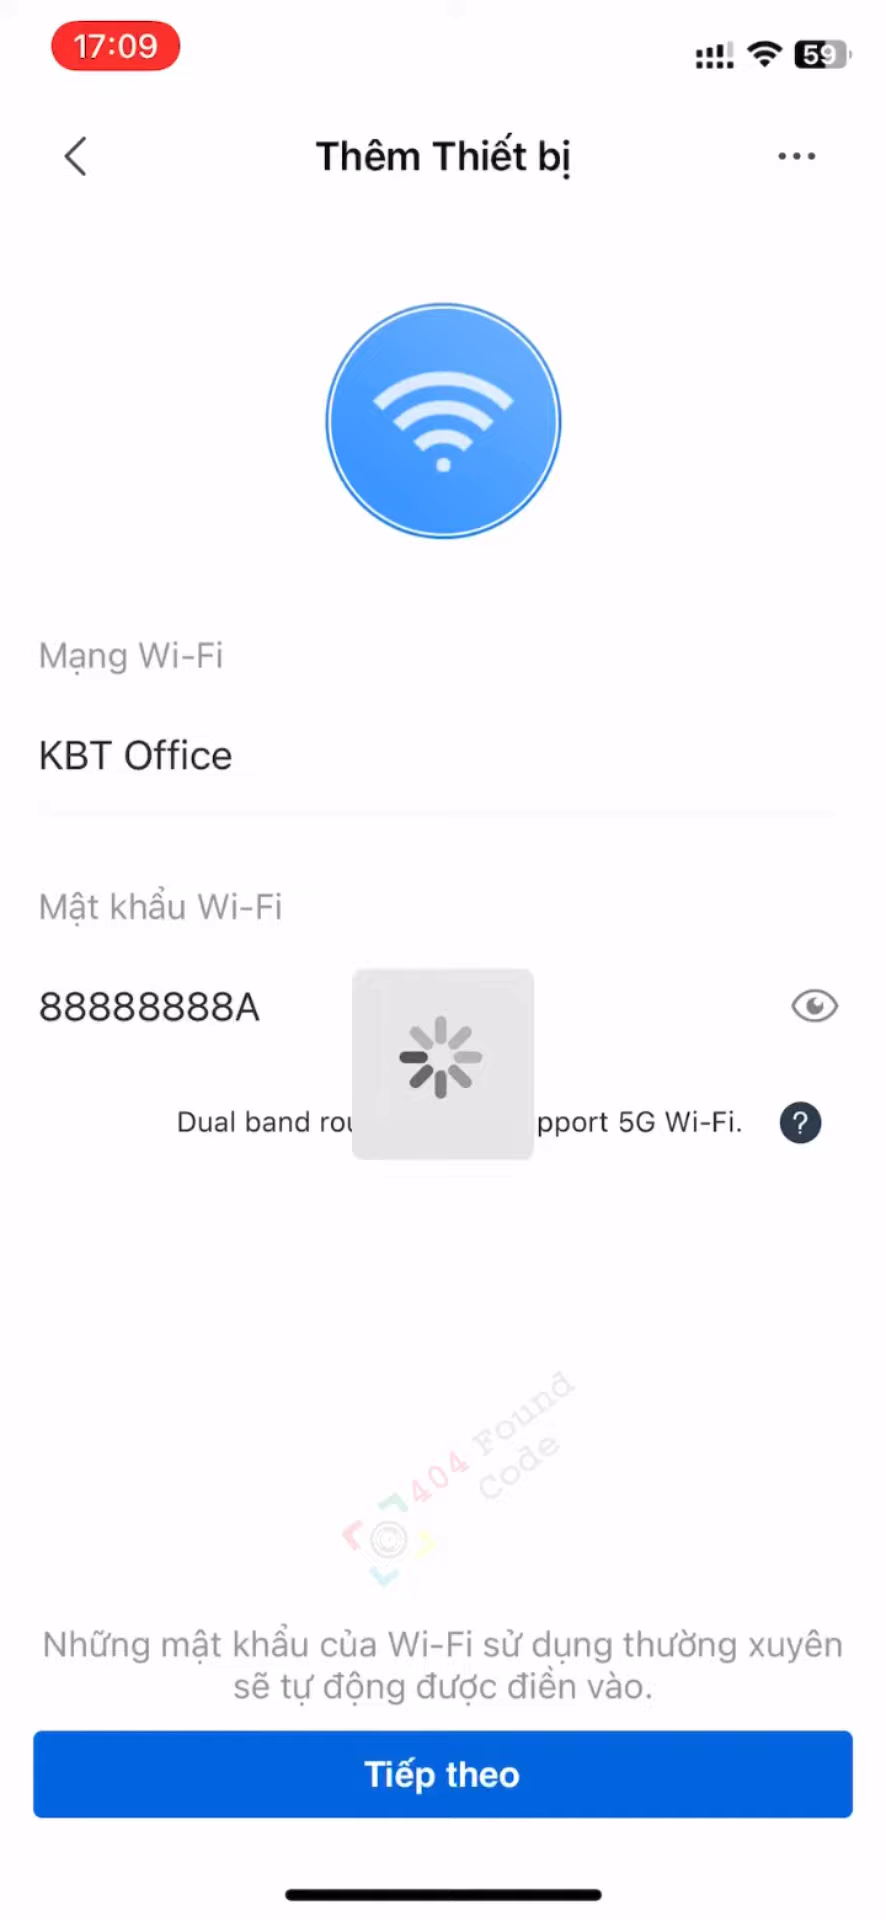 17:09
59
Thêm Thiết bị
Mạng Wi-Fi
KBT Office
Mật khẩu Wi-Fi
88888888A
Dual band pport 5G Wi-Fi.
?
404 Found
Code
Những mật khẩu của Wi-Fi sử dụng thường xuyên
sẽ tự động được điền vào.
Tiếp theo